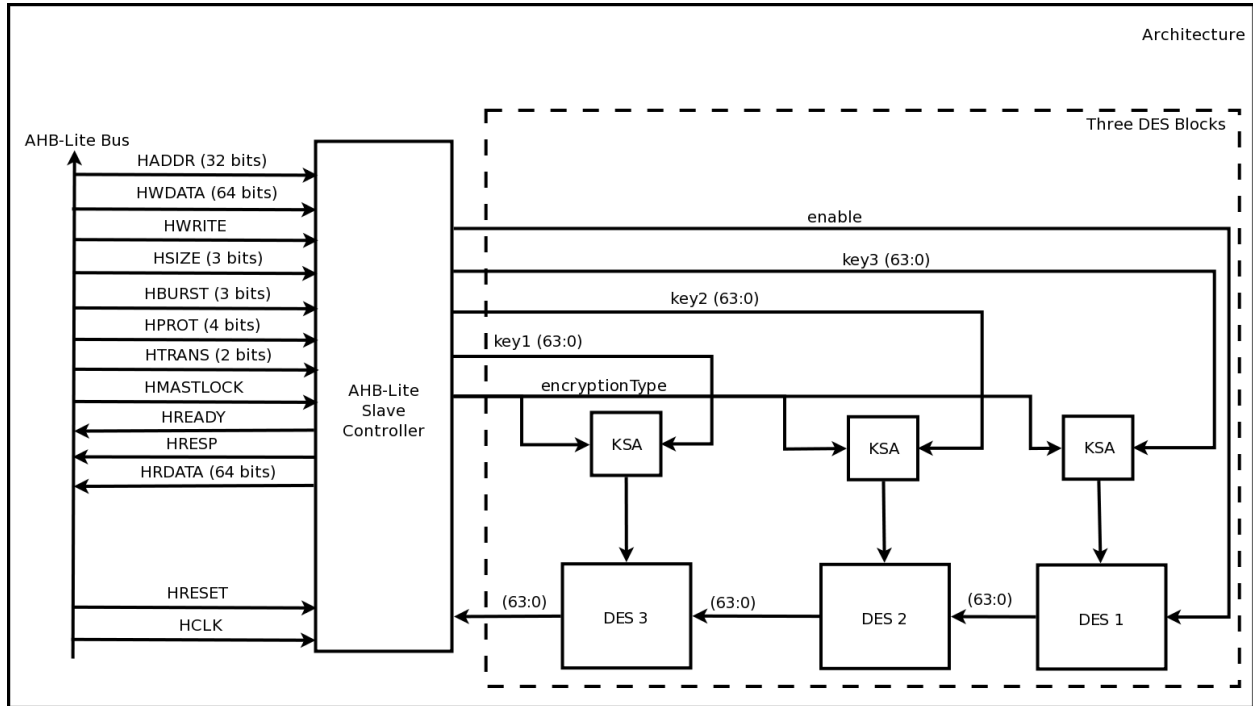 Architecture
Three DES Blocks
AHB-Lite Bus
HADDR (32 bits)
HWDATA (64 bits)
HWRITE
HSIZE (3 bits)
HBURST (3 bits)
HPROT (4 bits)
HTRANS (2 bits)
HMASTLOCK
HREADY
HRESP
HRDATA (64 bits)
HRESET
HCLK
AHB-Lite
Slave
Controller
enable
key3 (63:0)
key2 (63:0)
key1 (63:0)
encryptionType
KSA
KSA
KSA
(63:0)
DES 3
(63:0)
DES 2
(63:0)
DES 1